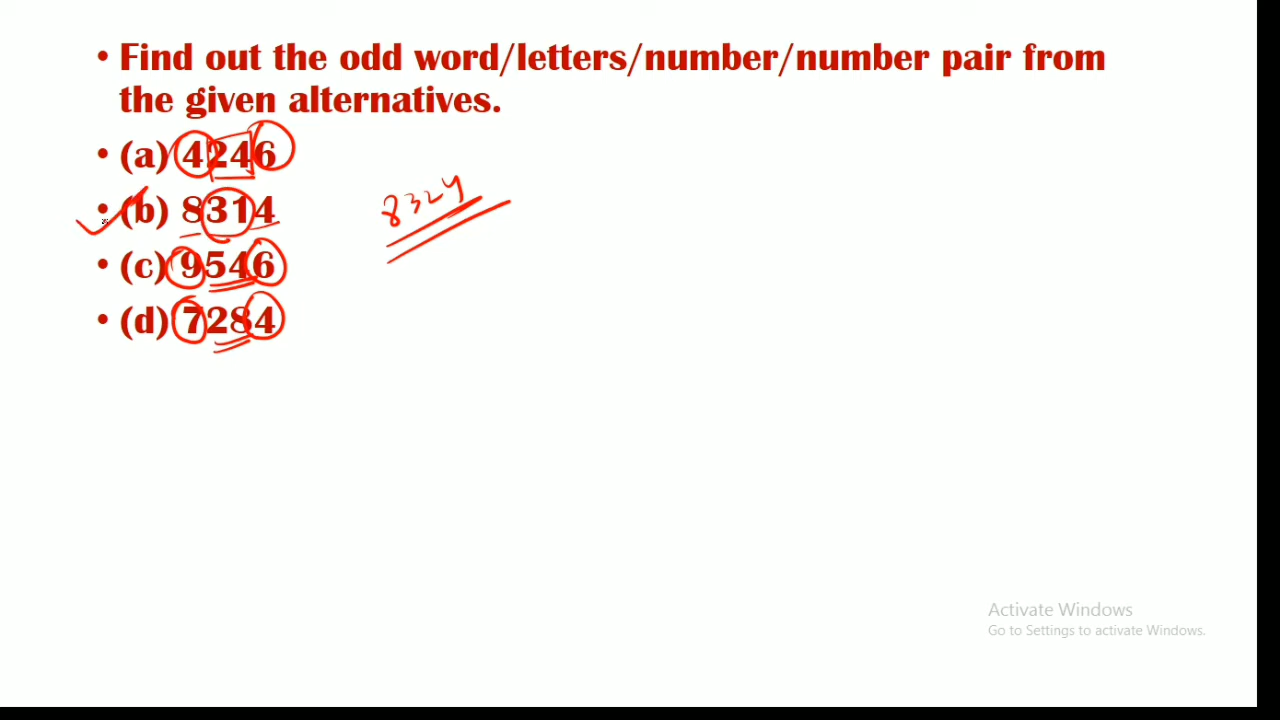 • Find out the odd word/letters/number/number pair from
the given alternatives.
• (a) 4246
• (b) 8314
8324
• (c) 9546
• (d) 7284
Activate Windows
Go to Settings to activate Windows.